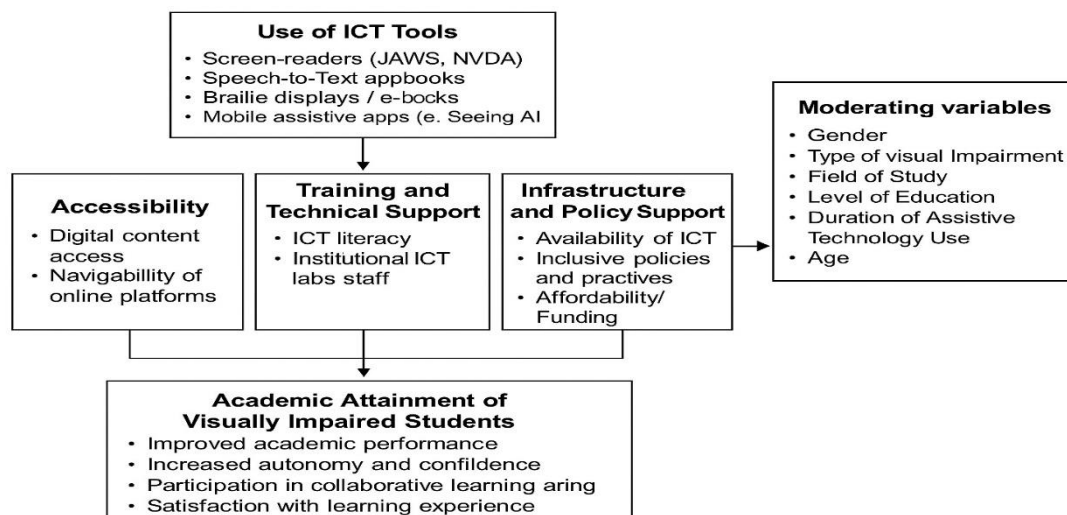 Use of ICT Tools
• Screen-readers (JAWS, NVDA)
• Speech-to-Text appbooks
• Brailie displays / e-bocks
• Mobile assistive apps (e. Seeing AI
Moderating variables
• Gender
• Type of visual Impairment
• Field of Study
• Level of Education
• Duration of Assistive
Technology Use
• Age
Accessibility
• Digital content
access
• Navigabillity of
online platforms
Training and
Technical Support
• ICT literacy
• Institutional ICT
labs staff
Infrastructure
and Policy Support
• Availability of ICT
• Inclusive policies
and practives
• Affordability/
Funding
Academic Attainment of
Visually Impaired Students
• Improved academic performance
• Increased autonomy and confildence
• Participation in collaborative learning aring
• Satisfaction with learning experience